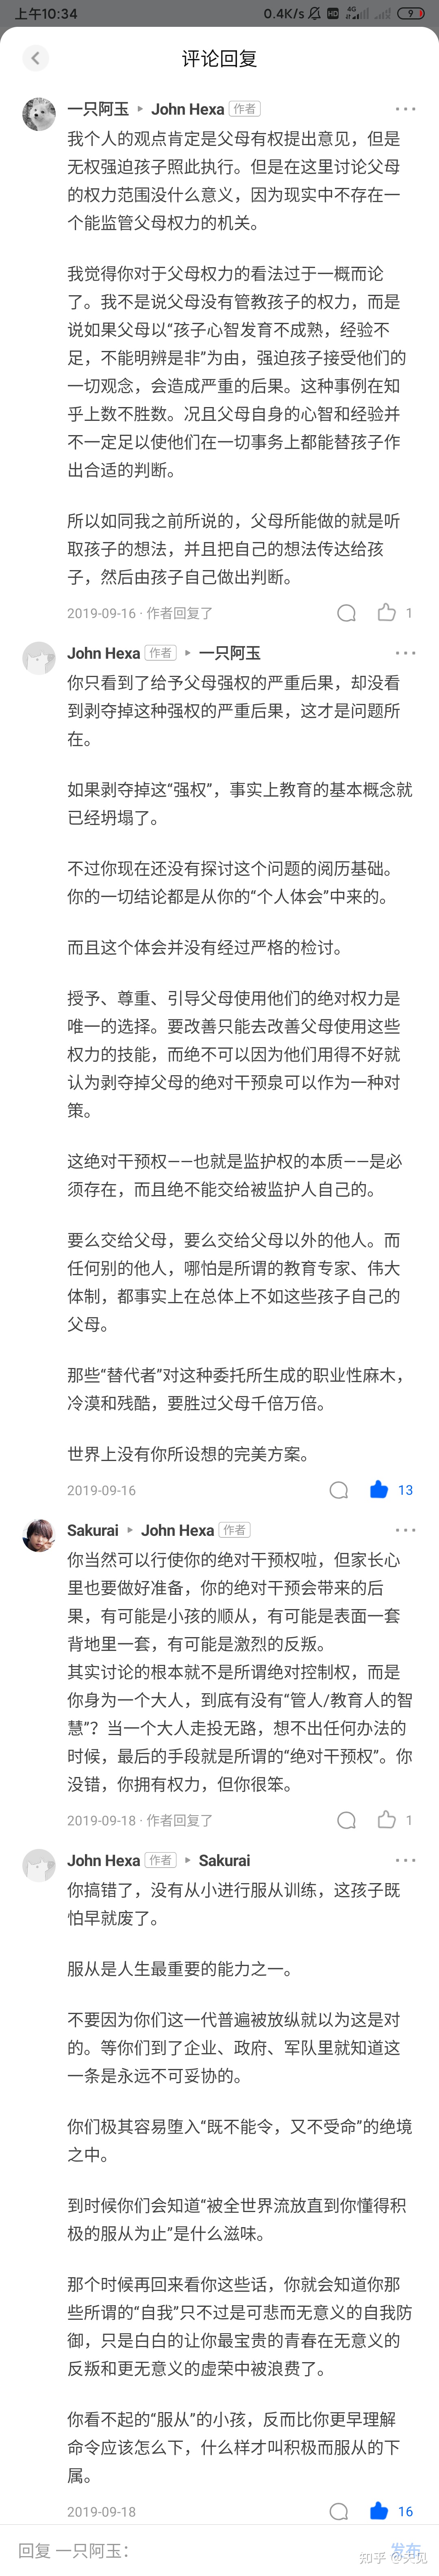 上午10:34
0.4K/s HD 4G 9
评论回复
一只阿玉 ▸ John Hexa 作者
我个人的观点肯定是父母有权提出意见，但是
无权强迫孩子照此执行。但是在这里讨论父母
的权力范围没什么意义，因为现实中不存在一
个能监管父母权力的机关。
我觉得你对于父母权力的看法过于一概而论
了。我不是说父母没有管教孩子的权力，而是
说如果父母以“孩子心智发育不成熟，经验不
足，不能明辨是非”为由，强迫孩子接受他们的
一切观念，会造成严重的后果。这种事例在知
乎上数不胜数。况且父母自身的心智和经验并
不一定足以使他们在一切事务上都能替孩子作
出合适的判断。
所以如同我之前所说的，父母所能做的就是听
取孩子的想法，并且把自己的想法传达给孩
子，然后由孩子自己做出判断。
2019-09-16 · 作者回复了 1
John Hexa 作者 ▸ 一只阿玉
你只看到了给予父母强权的严重后果，却没看
到剥夺掉这种强权的严重后果，这才是问题所
在。
如果剥夺掉这“强权”，事实上教育的基本概念就
已经坍塌了。
不过你现在还没有探讨这个问题的阅历基础。
你的一切结论都是从你的“个人体会”中来的。
而且这个体会并没有经过严格的检讨。
授予、尊重、引导父母使用他们的绝对权力是
唯一的选择。要改善只能去改善父母使用这些
权力的技能，而绝不可以因为他们用得不好就
认为剥夺掉父母的绝对干预泉可以作为一种对
策。
这绝对干预权——也就是监护权的本质——是必
须存在，而且绝不能交给被监护人自己的。
要么交给父母，要么交给父母以外的他人。而
任何别的他人，哪怕是所谓的教育专家、伟大
体制，都事实上在总体上不如这些孩子自己的
父母。
那些“替代者”对这种委托所生成的职业性麻木，
冷漠和残酷，要胜过父母千倍万倍。
世界上没有你所设想的完美方案。
2019-09-16 13
Sakurai ▸ John Hexa 作者
你当然可以行使你的绝对干预权啦，但家长心
里也要做好准备，你的绝对干预会带来的后
果，有可能是小孩的顺从，有可能是表面一套
背地里一套，有可能是激烈的反叛。
其实讨论的根本就不是所谓绝对控制权，而是
你身为一个大人，到底有没有“管人/教育人的智
慧”？当一个大人走投无路，想不出任何办法的
时候，最后的手段就是所谓的“绝对干预权”。你
没错，你拥有权力，但你很笨。
2019-09-18 · 作者回复了 1
John Hexa 作者 ▸ Sakurai
你搞错了，没有从小进行服从训练，这孩子既
怕早就废了。
服从是人生最重要的能力之一。
不要因为你们这一代普遍被放纵就以为这是对
的。等你们到了企业、政府、军队里就知道这
一条是永远不可妥协的。
你们极其容易堕入“既不能令，又不受命”的绝境
之中。
到时候你们会知道“被全世界流放直到你懂得积
极的服从为止”是什么滋味。
那个时候再回来看你这些话，你就会知道你那
些所谓的“自我”只不过是可悲而无意义的自我防
御，只是白白的让你最宝贵的青春在无意义的
反叛和更无意义的虚荣中被浪费了。
你看不起的“服从”的小孩，反而比你更早理解
命令应该怎么下，什么样才叫积极而服从的下
属。
2019-09-18 16
回复 一只阿玉： 发布
知乎